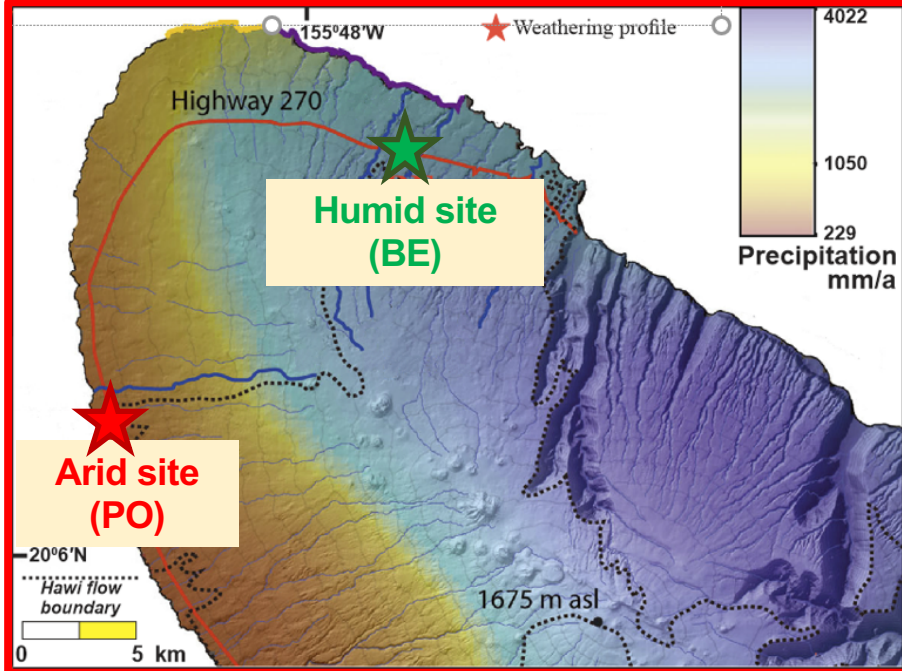 155°48'W
Weathering profile
4022
Highway 270
1050
Humid site
(BE)
229
Precipitation
mm/a
Arid site
(PO)
20°6'N
Hawi flow
boundary
1675 m asl
0
5 km